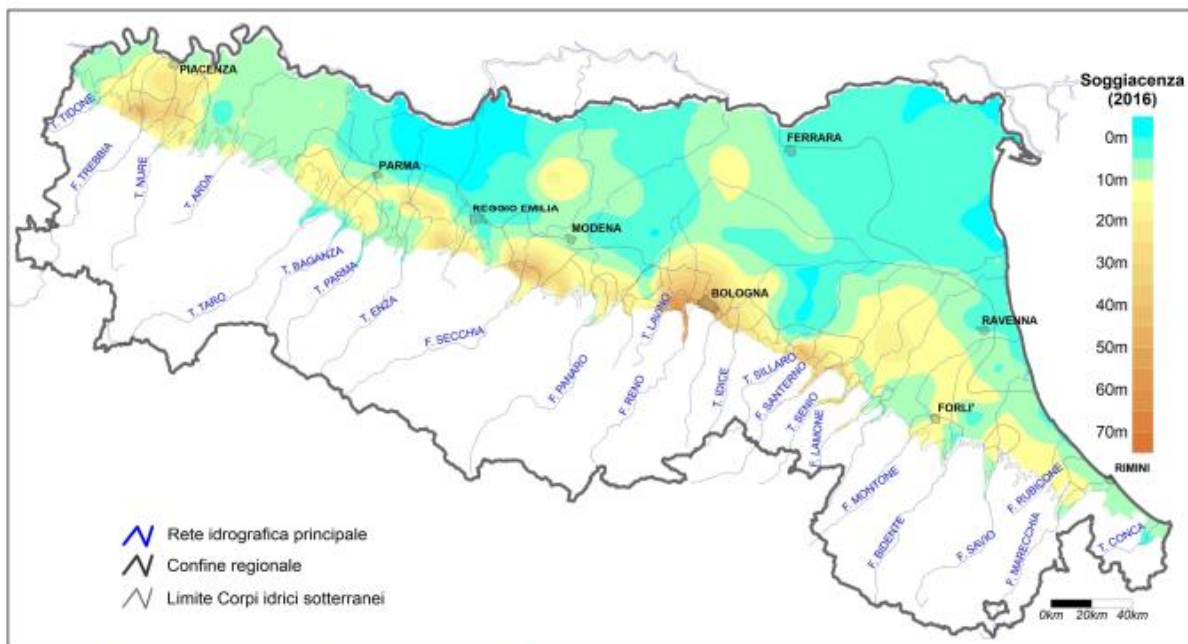 PIACENZA
T. TIDONE
F. TREBBIA
T. NURE
T. ARDA
PARMA
REGGIO EMILIA
MODENA
FERRARA
BOLOGNA
RAVENNA
FORLI'
RIMINI
T. TARO
T. BAGANZA
T. PARMA
T. ENZA
F. SECCHIA
F. PANARO
T. LAVINO
F. RENO
T. IDICE
T. SILLARO
F. SANTERNO
T. SENIO
F. LAMONE
F. MONTONE
F. BIDENTE
F. SAVIO
F. RUBICONE
F. MARECCHIA
T. CONCA
Soggiacenza
(2016)
0m
10m
20m
30m
40m
50m
60m
70m
Rete idrografica principale
Confine regionale
Limite Corpi idrici sotterranei
0km 20km 40km